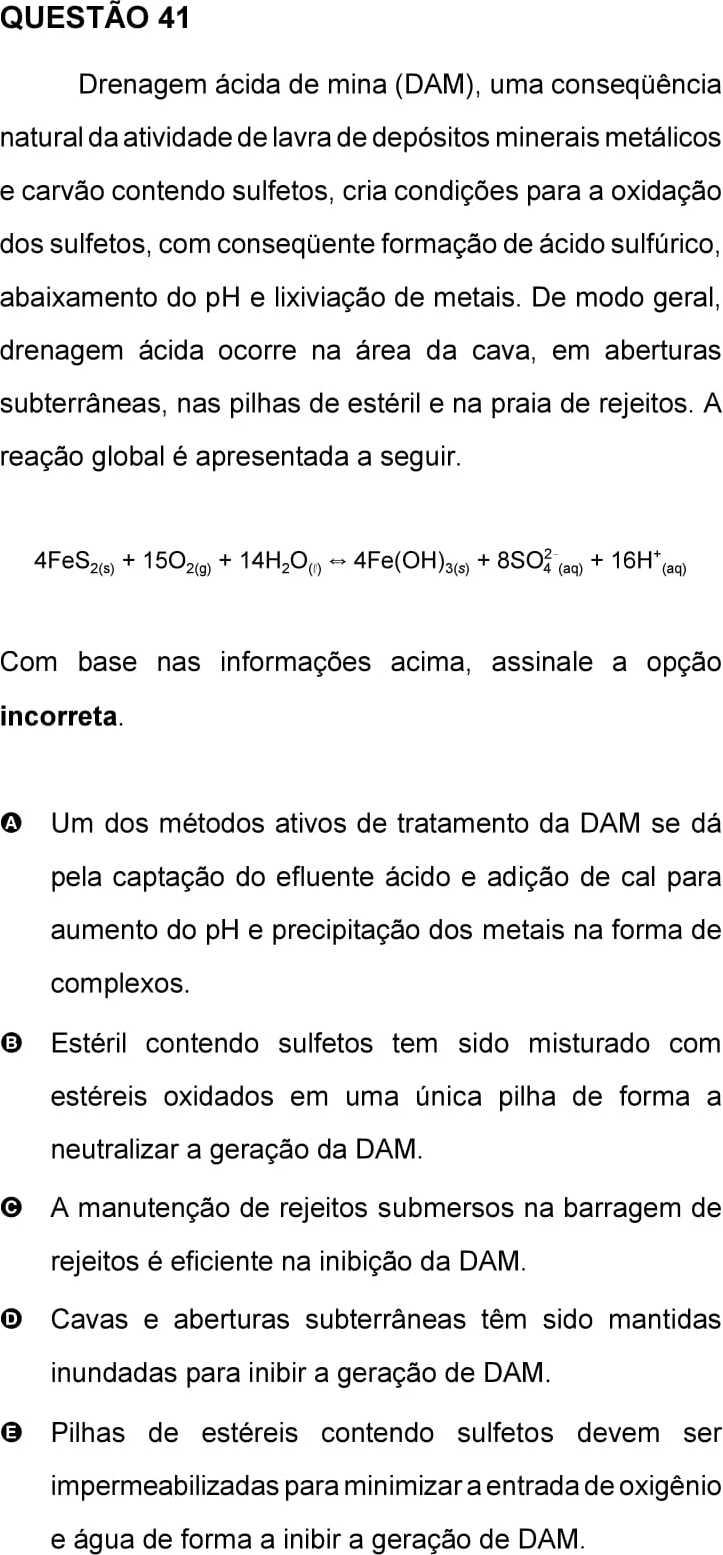 QUESTÃO 41
Drenagem ácida de mina (DAM), uma conseqüência
natural da atividade de lavra de depósitos minerais metálicos
e carvão contendo sulfetos, cria condições para a oxidação
dos sulfetos, com conseqüente formação de ácido sulfúrico,
abaixamento do pH e lixiviação de metais. De modo geral,
drenagem ácida ocorre na área da cava, em aberturas
subterrâneas, nas pilhas de estéril e na praia de rejeitos. A
reação global é apresentada a seguir.
4FeS₂(s) + 15O₂(g) + 14H₂O(ℓ) ⇔ 4Fe(OH)₃(s) + 8SO₄²⁻(aq) + 16H⁺(aq)
Com base nas informações acima, assinale a opção
incorreta.
A Um dos métodos ativos de tratamento da DAM se dá
pela captação do efluente ácido e adição de cal para
aumento do pH e precipitação dos metais na forma de
complexos.
B Estéril contendo sulfetos tem sido misturado com
estéreis oxidados em uma única pilha de forma a
neutralizar a geração da DAM.
C A manutenção de rejeitos submersos na barragem de
rejeitos é eficiente na inibição da DAM.
D Cavas e aberturas subterrâneas têm sido mantidas
inundadas para inibir a geração de DAM.
E Pilhas de estéreis contendo sulfetos devem ser
impermeabilizadas para minimizar a entrada de oxigênio
e água de forma a inibir a geração de DAM.